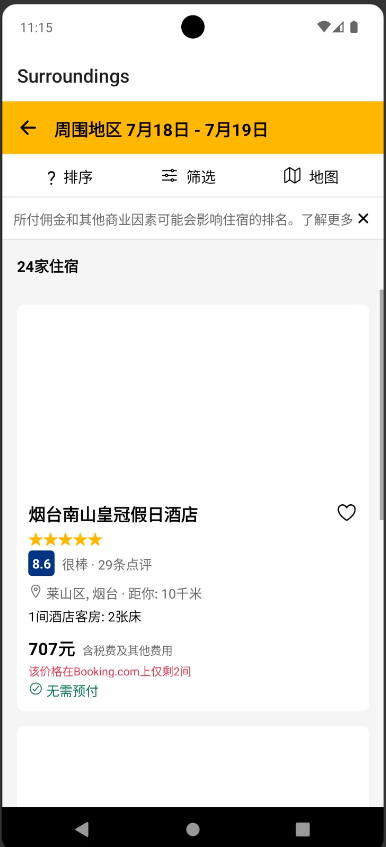 11:15
Surroundings
周围地区 7月18日 - 7月19日
? 排序 筛选 地图
所付佣金和其他商业因素可能会影响住宿的排名。了解更多
24家住宿
烟台南山皇冠假日酒店
8.6 很棒 · 29条点评
莱山区, 烟台 · 距你: 10千米
1间酒店客房: 2张床
707元 含税费及其他费用
该价格在Booking.com上仅剩2间
无需预付